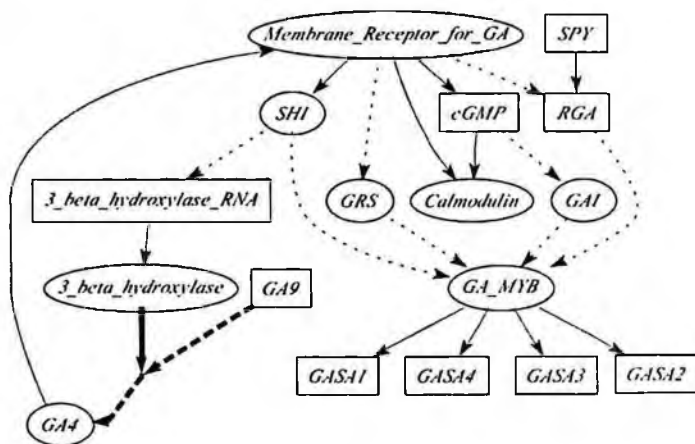 Membrane_Receptor_for_GA
SPY
SHI
cGMP
RGA
3_beta_hydroxylase_RNA
GRS
Calmodulin
GAI
3_beta_hydroxylase
GA9
GA_MYB
GASA1
GASA4
GASA3
GASA2
GA4